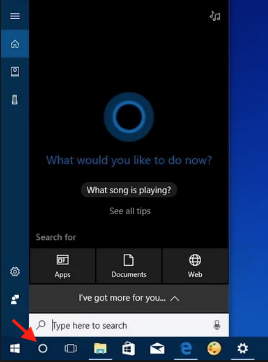 What would you like to do now?
What song is playing?
See all tips
Search for
Apps
Documents
Web
I've got more for you...
Type here to search